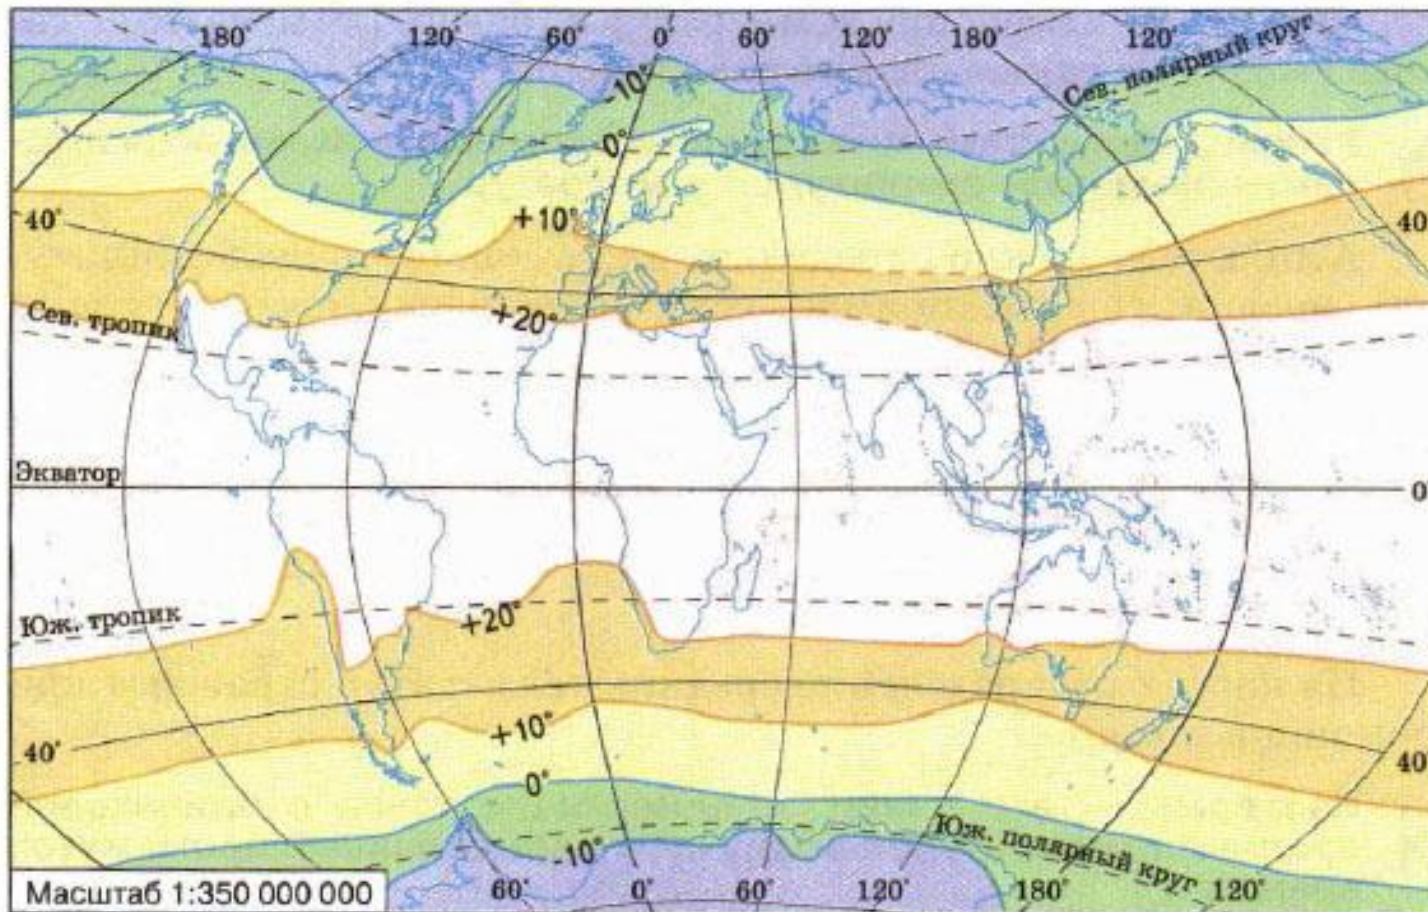 180° 120° 60° 0° 60° 120° 180° 120°
Сев. полярный круг
-10°
0°
40° +10° 40°
Сев. тропик +20°
Экватор 0
Юж. тропик +20°
40° +10° 40°
0°
-10° Юж. полярный круг
Масштаб 1:350 000 000 60° 0° 60° 120° 180° 120°